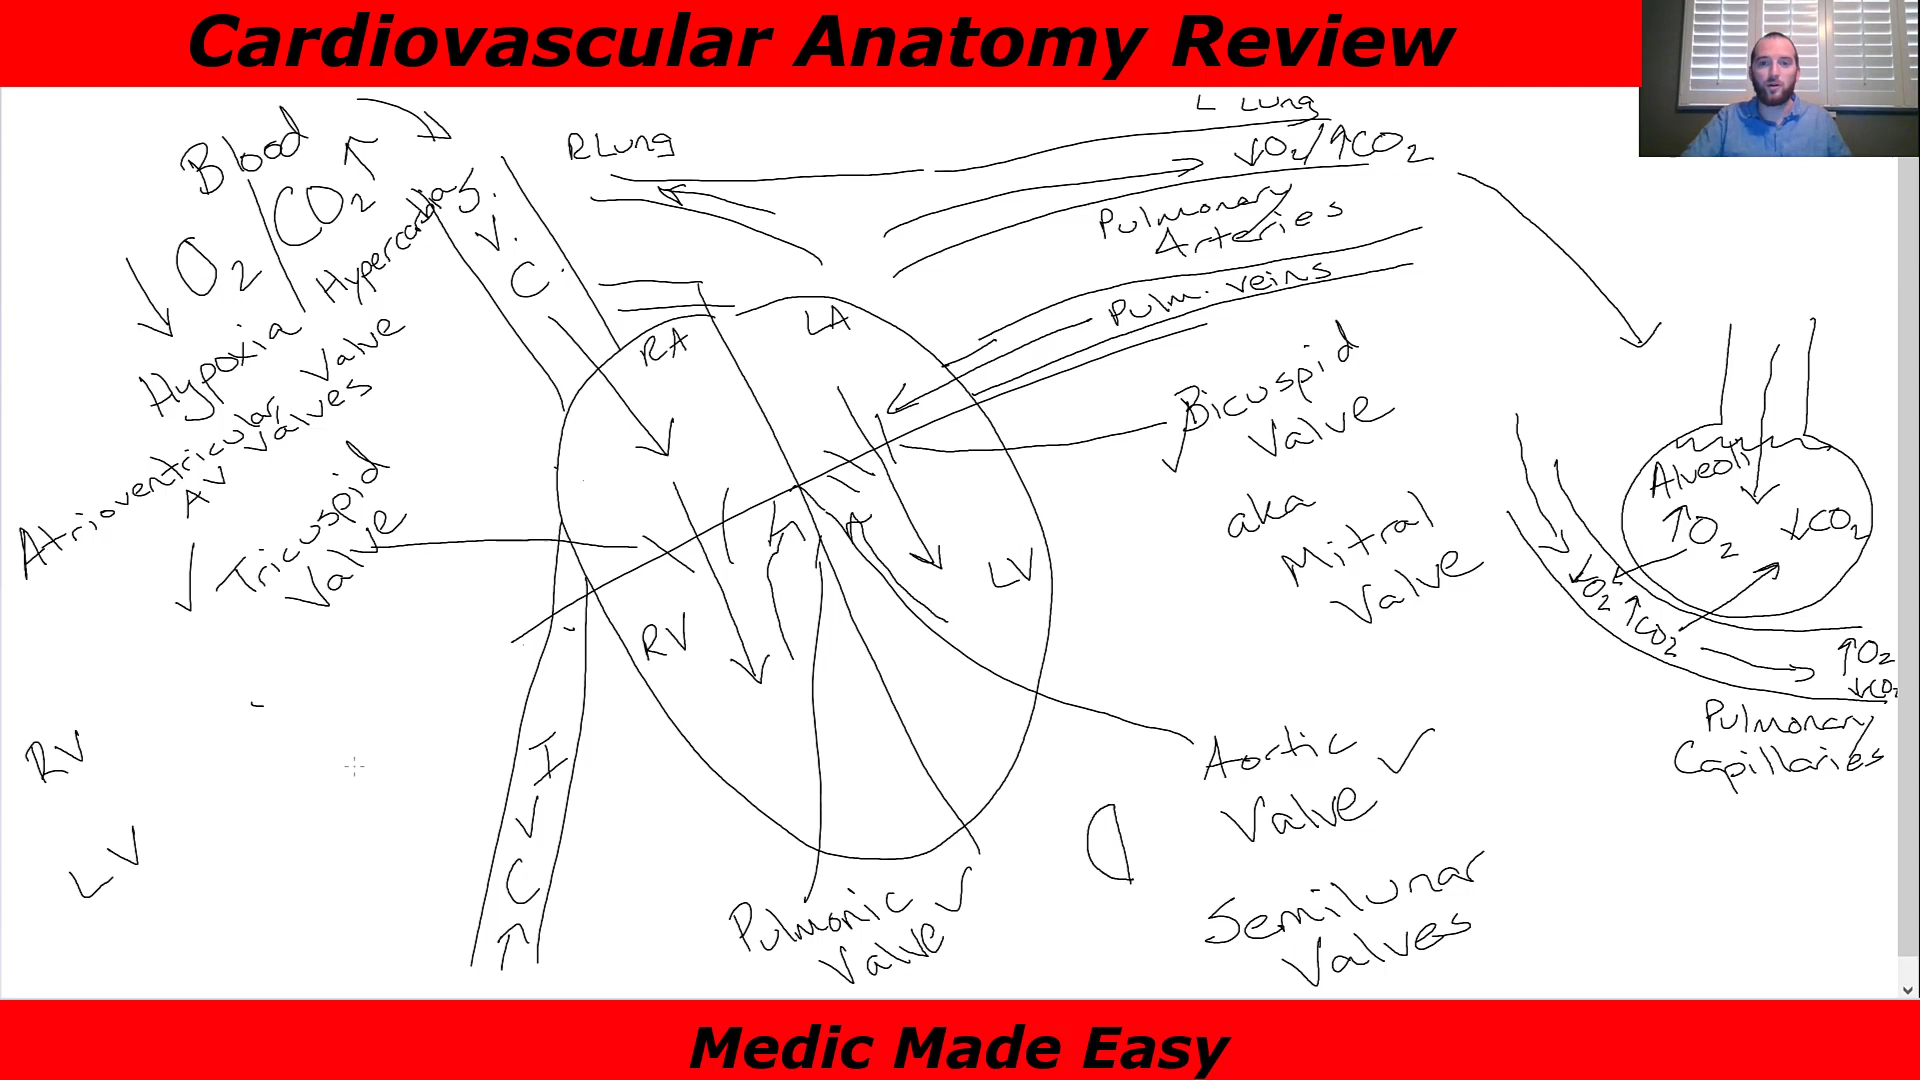 Cardiovascular Anatomy Review
Blood
↓O2
CO2↑
Hypoxia
Hypercarbia
S.
V.
C.
R Lung
L Lung
↓O2/↑CO2
Pulmonary
Arteries
Pulm. veins
RA
LA
RV
LV
Atrioventricular Valve
AV Valves
Tricuspid
Valve
Bicuspid
Valve
aka
Mitral
Valve
Alveoli
↑O2
↓CO2
↓O2
↑CO2
↑O2
↓CO2
Pulmonary
Capillaries
I
V
C
RV
LV
Pulmonic
Valve
Aortic
Valve
Semilunar
Valves
Medic Made Easy